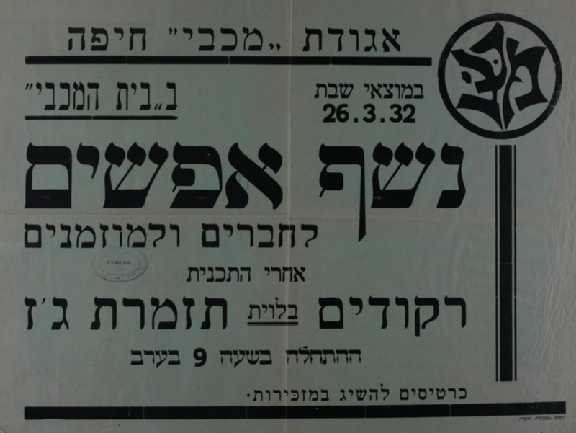 אגודת „מכבי" חיפה
במוצאי שבת
26.3.32
ב„בית המכבי"
נשף אפשים
לחברים ולמוזמנים
אחרי התכנית
רקודים בלוית תזמרת ג'ז
ההתחלה בשעה 9 בערב
כרטיסים להשיג במזכירות.
מכבי